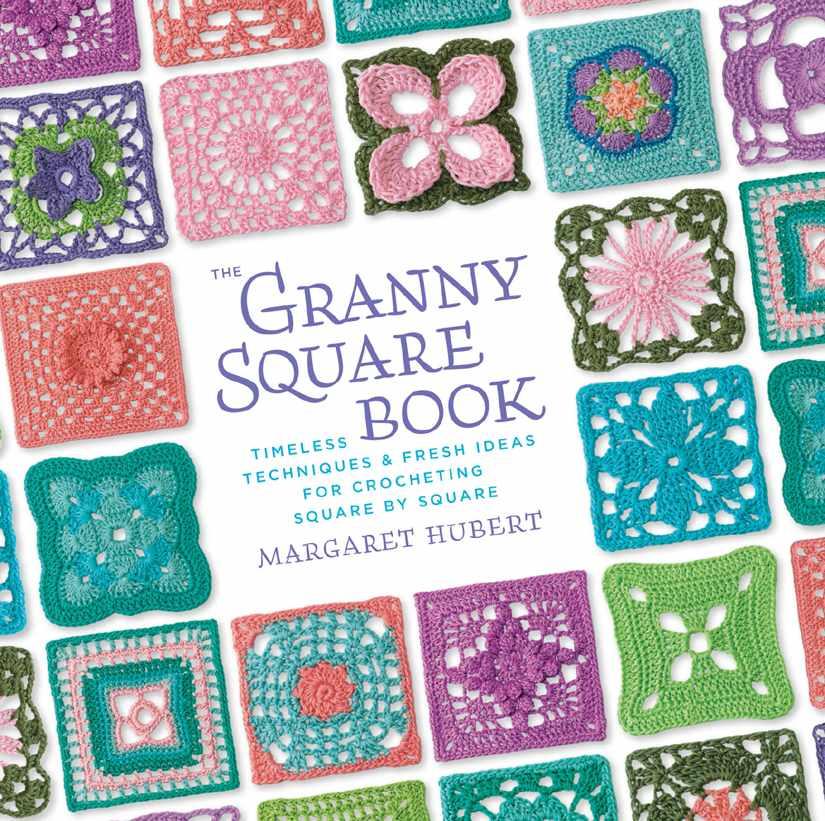 THE
GRANNY
SQUARE
BOOK
TIMELESS
TECHNIQUES & FRESH IDEAS
FOR CROCHETING
SQUARE BY SQUARE
MARGARET HUBERT